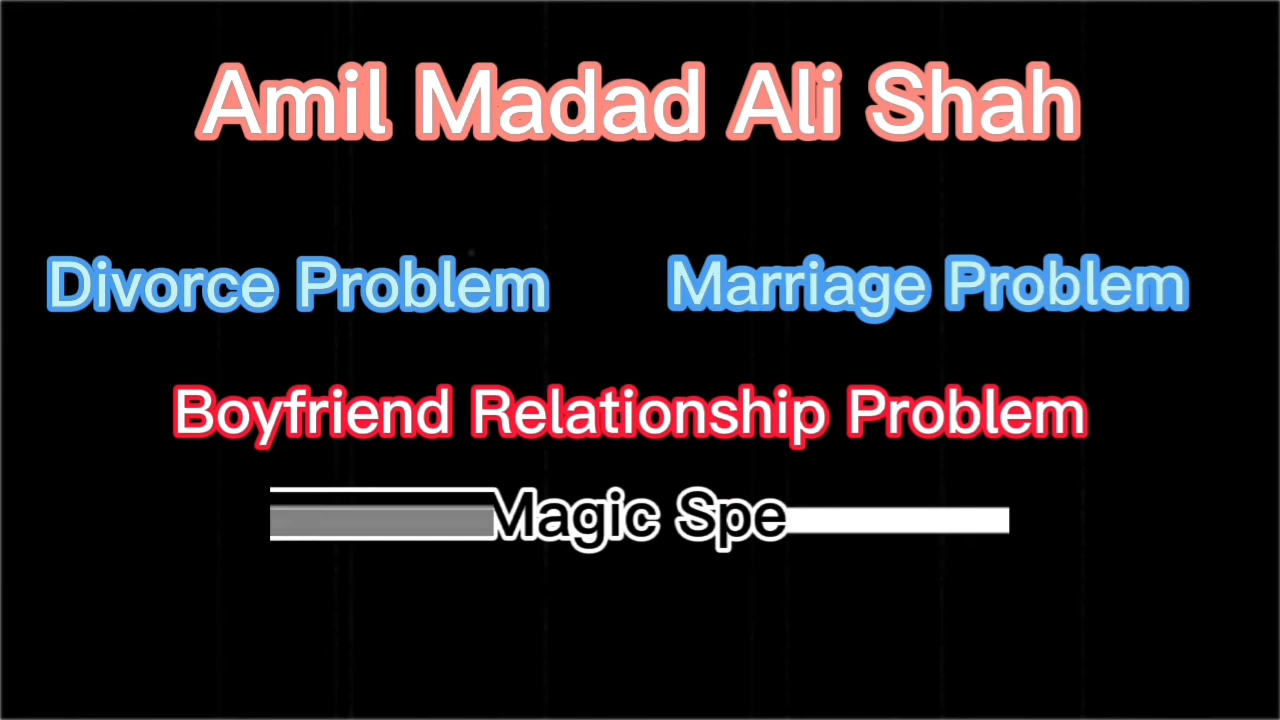 Amil Madad Ali Shah
Divorce Problem Marriage Problem
Boyfriend Relationship Problem
Magic Spe